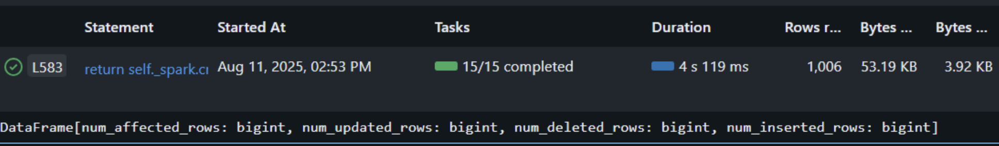 Statement Started At Tasks Duration Rows r... Bytes ... Bytes ...
L583 return self._spark.cr Aug 11, 2025, 02:53 PM 15/15 completed 4 s 119 ms 1,006 53.19 KB 3.92 KB
DataFrame[num_affected_rows: bigint, num_updated_rows: bigint, num_deleted_rows: bigint, num_inserted_rows: bigint]